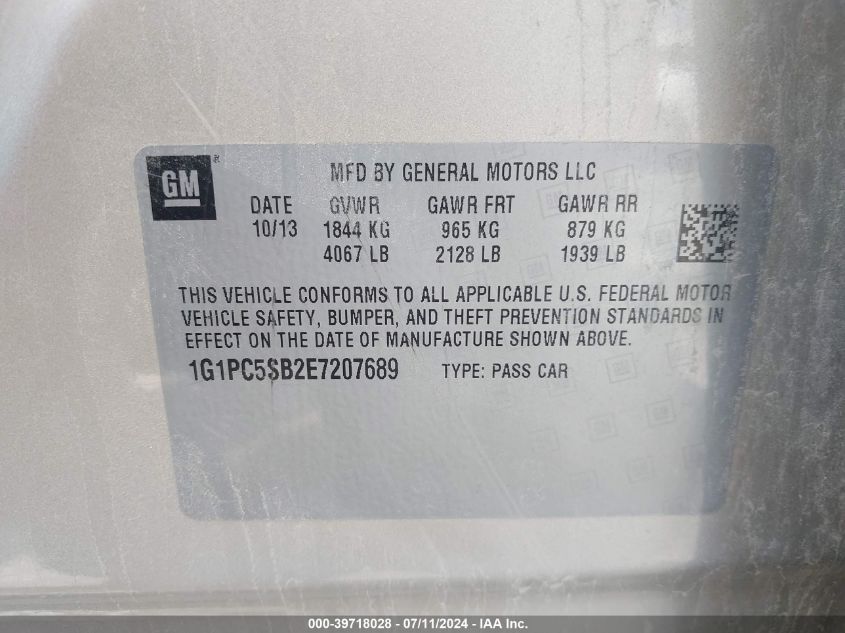 GM ®
MFD BY GENERAL MOTORS LLC
DATE GVWR GAWR FRT GAWR RR
10/13 1844 KG 965 KG 879 KG
4067 LB 2128 LB 1939 LB
THIS VEHICLE CONFORMS TO ALL APPLICABLE U.S. FEDERAL MOTOR
VEHICLE SAFETY, BUMPER, AND THEFT PREVENTION STANDARDS IN
EFFECT ON THE DATE OF MANUFACTURE SHOWN ABOVE.
1G1PC5SB2E7207689 TYPE: PASS CAR
000-39718028 - 07/11/2024 - IAA, Inc.